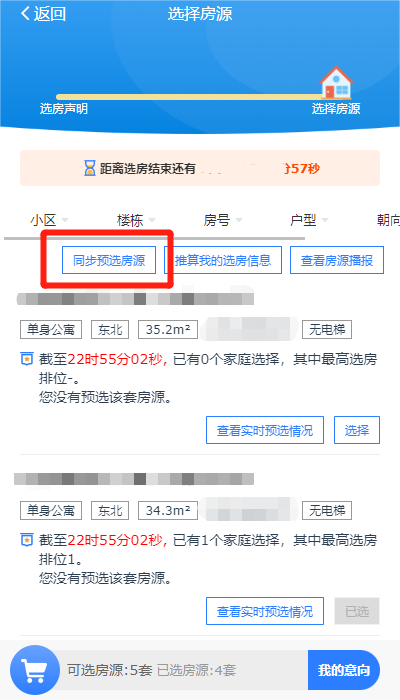 返回
选择房源
选房声明
选择房源
距离选房结束还有
分57秒
小区
楼栋
房号
户型
朝向
同步预选房源
推算我的选房信息
查看房源播报
单身公寓
东北
35.2m²
无电梯
截至22时55分02秒, 已有0个家庭选择，其中最高选房
排位-。
您没有预选该套房源。
查看实时预选情况
选择
单身公寓
东北
34.3m²
无电梯
截至22时55分02秒, 已有1个家庭选择，其中最高选房
排位1。
您没有预选该套房源。
查看实时预选情况
已选
可选房源:5套 已选房源:4套
我的意向